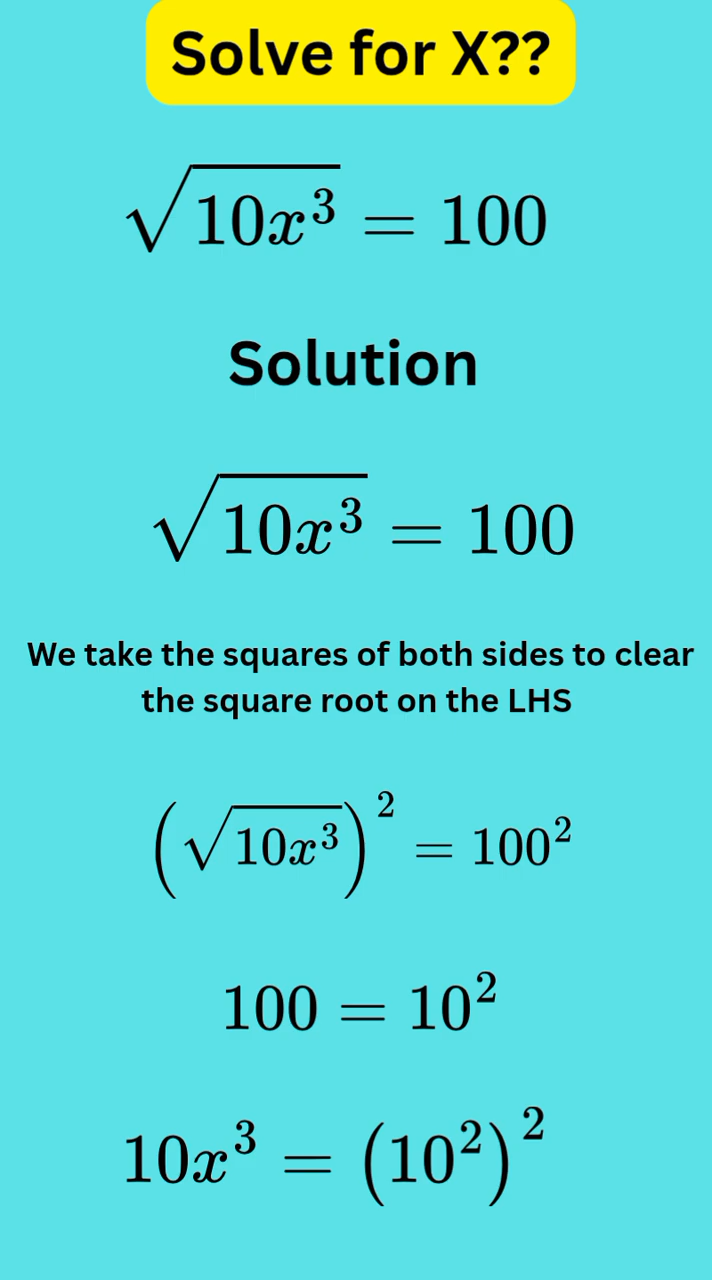 Solve for X??
√10x³ = 100
Solution
√10x³ = 100
We take the squares of both sides to clear
the square root on the LHS
(√10x³)² = 100²
100 = 10²
10x³ = (10²)²